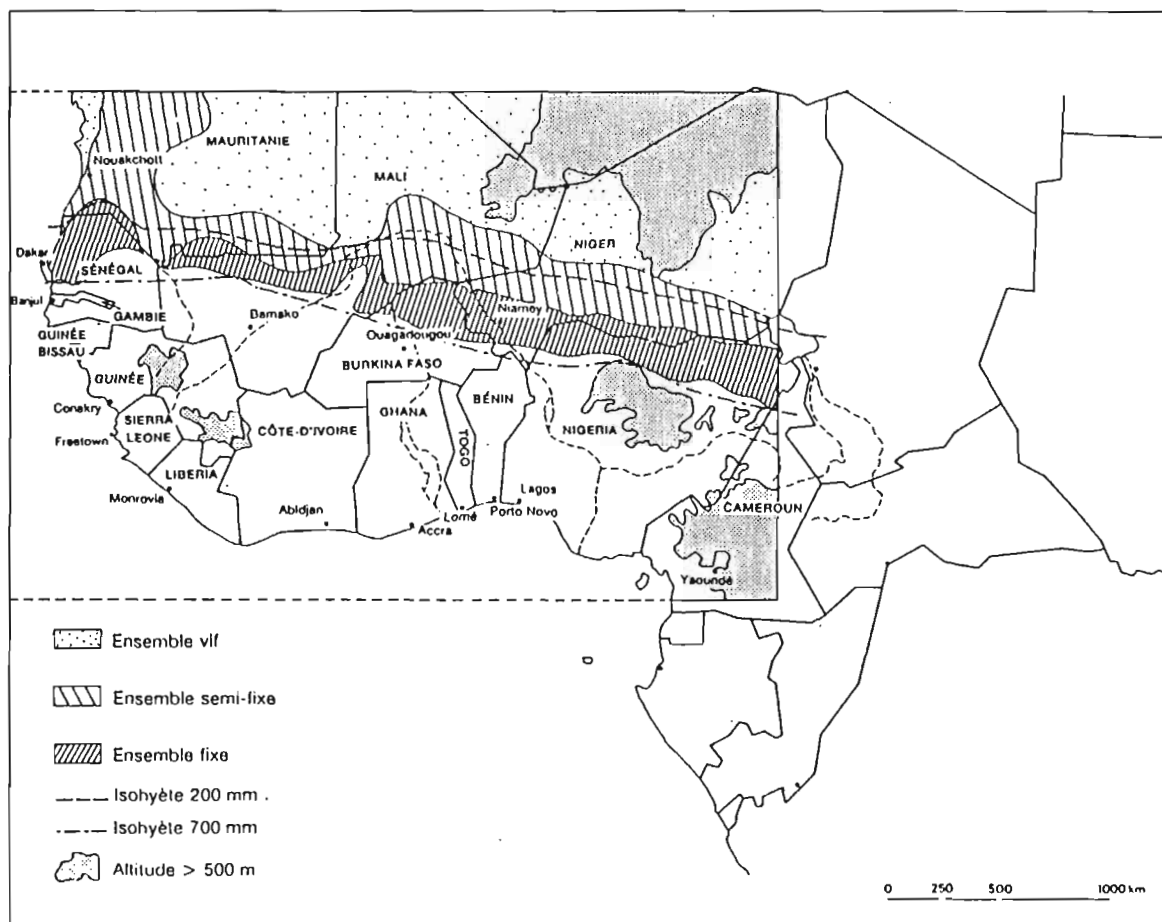 MAURITANIE
Nouakchott
MALI
NIGER
Dakar
SÉNÉGAL
Banjul
GAMBIE
Bamako
Niamey
GUINÉE
BISSAU
Ouagadougou
BURKINA FASO
GUINÉE
BÉNIN
Conakry
GHANA
SIERRA
LEONE
CÔTE-D'IVOIRE
NIGERIA
TOGO
Freetown
LIBERIA
Lagos
CAMEROUN
Monrovia
Abidjan
Lomé
Porto Novo
Accra
Yaoundé
Ensemble vif
Ensemble semi-fixe
Ensemble fixe
Isohyète 200 mm .
Isohyète 700 mm
Altitude > 500 m
0 250 500 1000 km